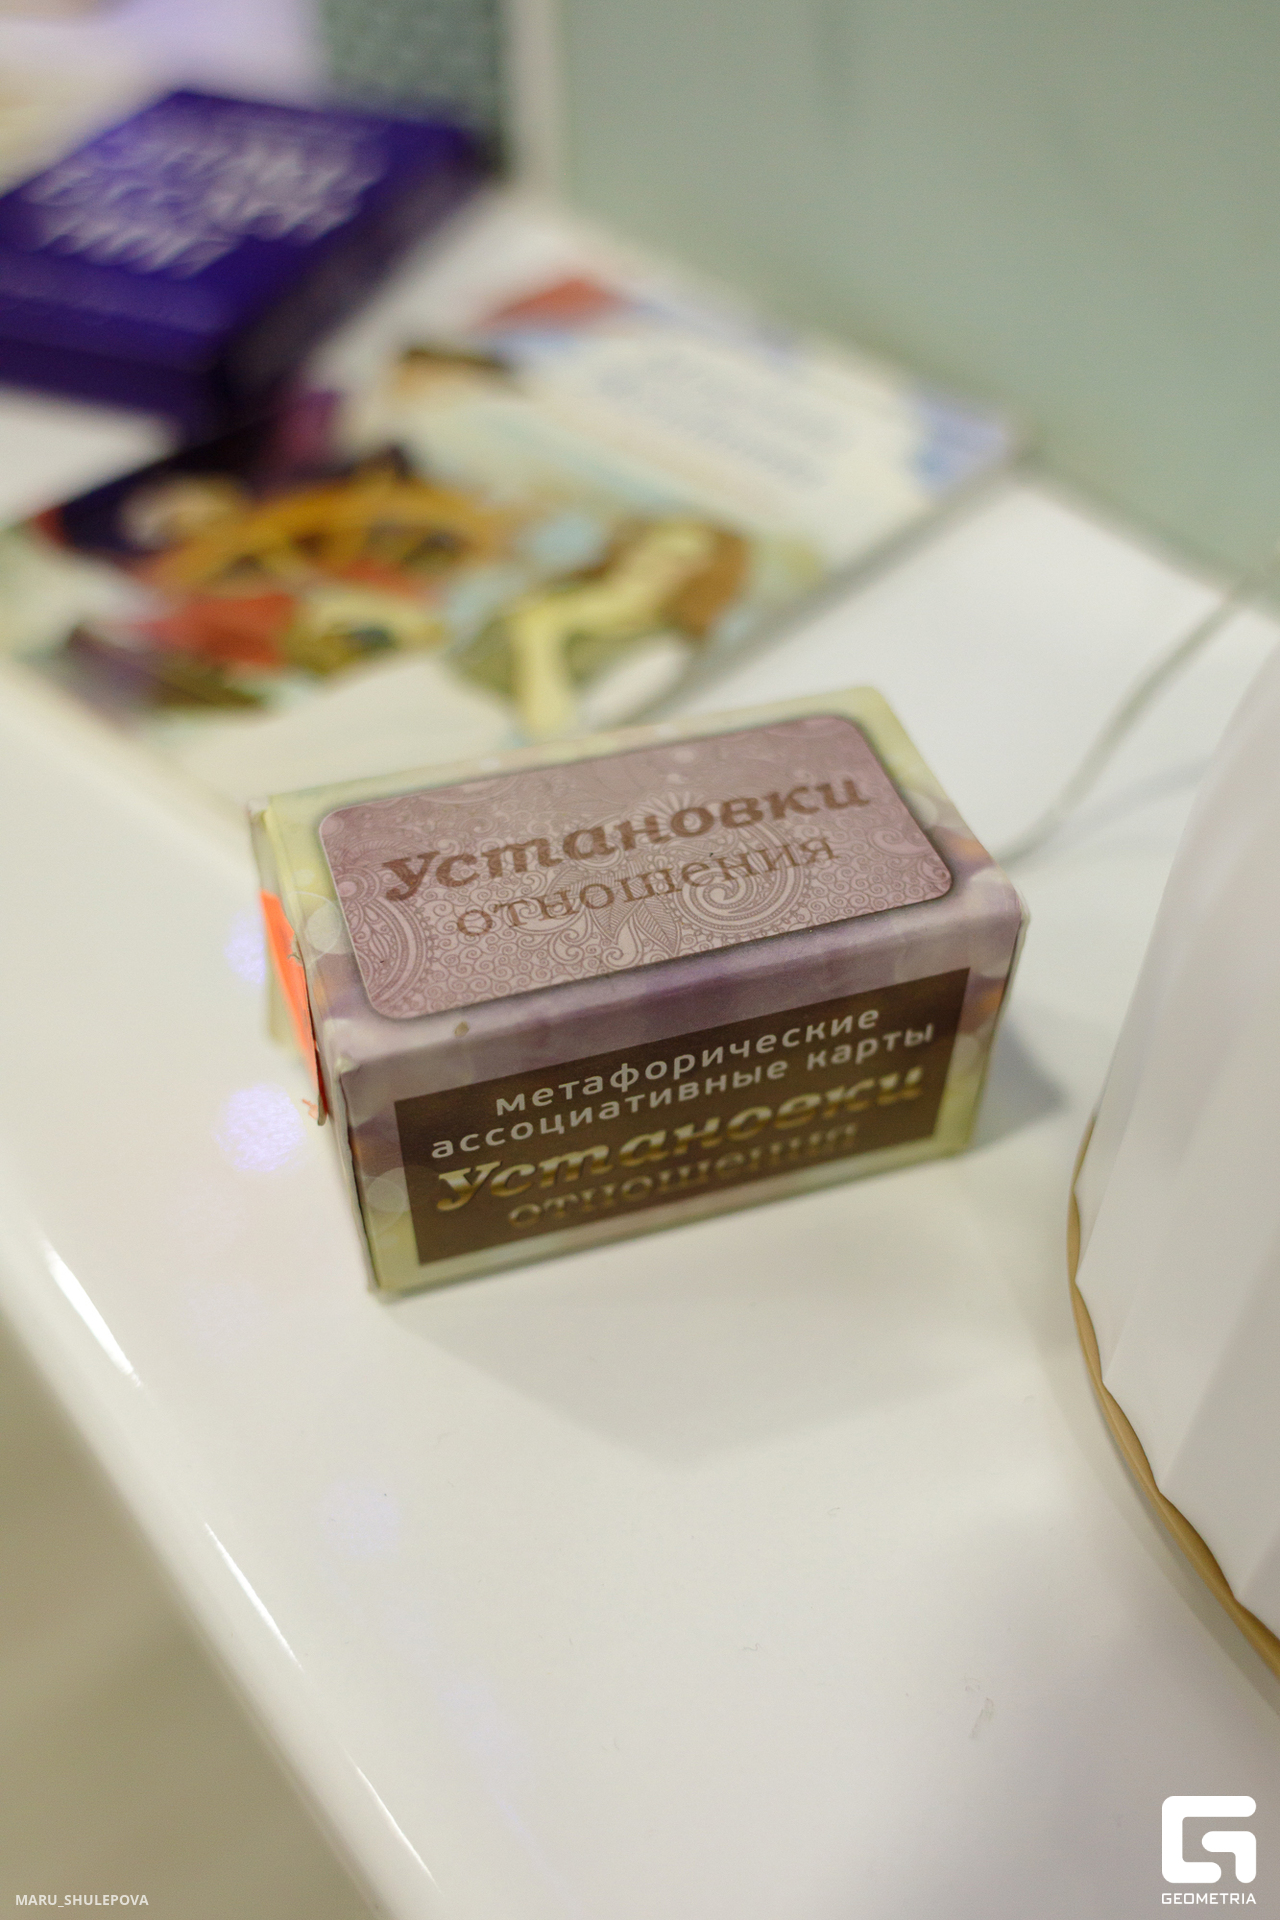 Установки
отношения
метафорические
ассоциативные карты
Установки
отношения
MARU_SHULEPOVA
GEOMETRIA